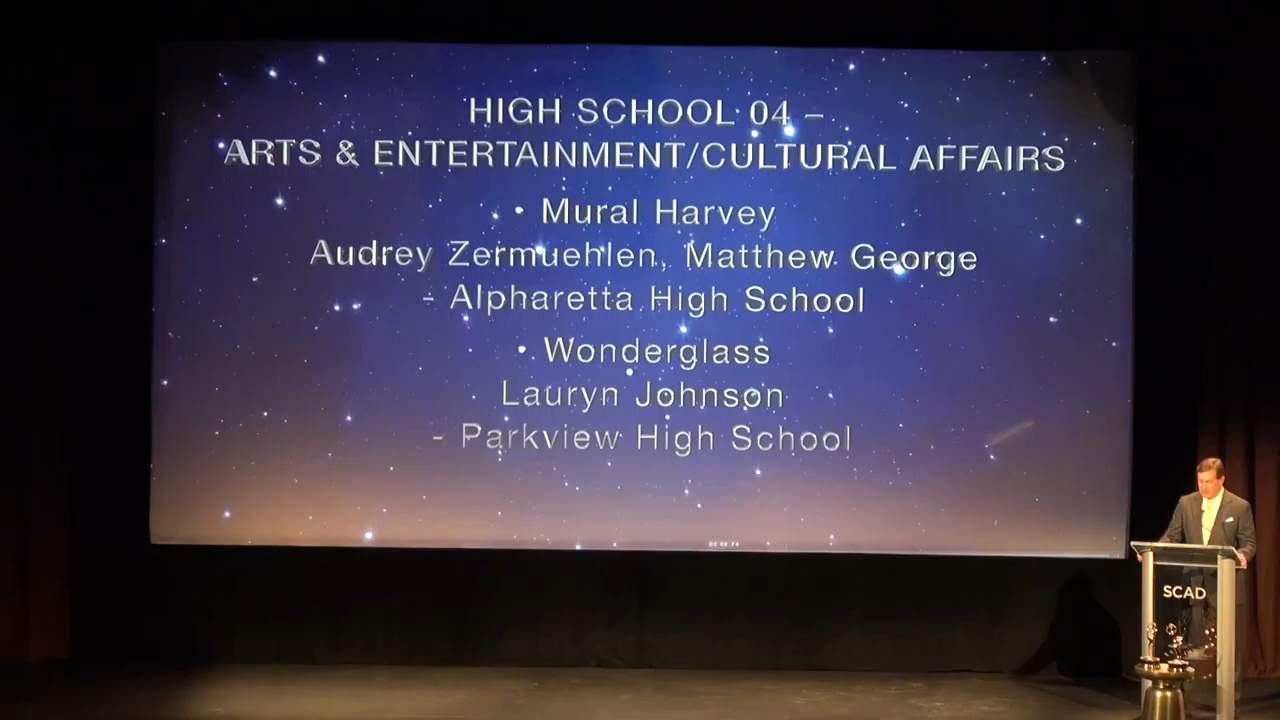 HIGH SCHOOL 04 –
ARTS & ENTERTAINMENT/CULTURAL AFFAIRS
• Mural Harvey
Audrey Zermuehlen, Matthew George
- Alpharetta High School
• Wonderglass
Lauryn Johnson
- Parkview High School
SCAD